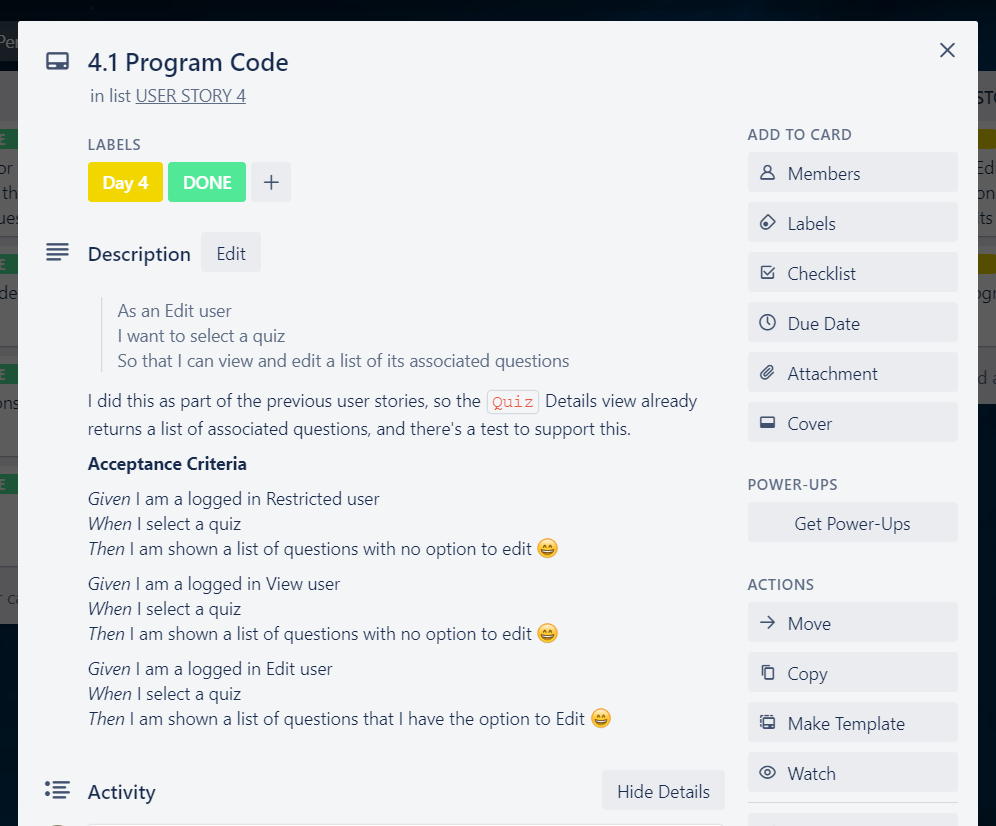 4.1 Program Code
in list USER STORY 4
LABELS
Day 4
DONE
+
Description
Edit
As an Edit user
I want to select a quiz
So that I can view and edit a list of its associated questions
I did this as part of the previous user stories, so the Quiz Details view already
returns a list of associated questions, and there's a test to support this.
Acceptance Criteria
Given I am a logged in Restricted user
When I select a quiz
Then I am shown a list of questions with no option to edit 😄
Given I am a logged in View user
When I select a quiz
Then I am shown a list of questions with no option to edit 😄
Given I am a logged in Edit user
When I select a quiz
Then I am shown a list of questions that I have the option to Edit 😄
Activity
Hide Details
ADD TO CARD
Members
Labels
Checklist
Due Date
Attachment
Cover
POWER-UPS
Get Power-Ups
ACTIONS
Move
Copy
Make Template
Watch